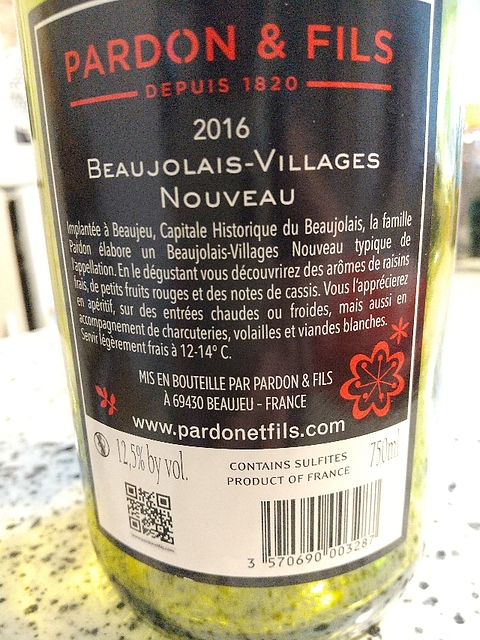 PARDON & FILS
DEPUIS 1820
2016
BEAUJOLAIS-VILLAGES
NOUVEAU
Implantée à Beaujeu, Capitale Historique du Beaujolais, la famille
Pardon élabore un Beaujolais-Villages Nouveau typique de
l'appellation. En le dégustant vous découvrirez des arômes de raisins
frais, de petits fruits rouges et des notes de cassis. Vous l'apprécierez
en apéritif, sur des entrées chaudes ou froides, mais aussi en
accompagnement de charcuteries, volailles et viandes blanches.
Servir légèrement frais à 12-14° C.
MIS EN BOUTEILLE PAR PARDON & FILS
À 69430 BEAUJEU - FRANCE
www.pardonetfils.com
12,5% by vol.
CONTAINS SULFITES
PRODUCT OF FRANCE
750ml
3 570690 003287